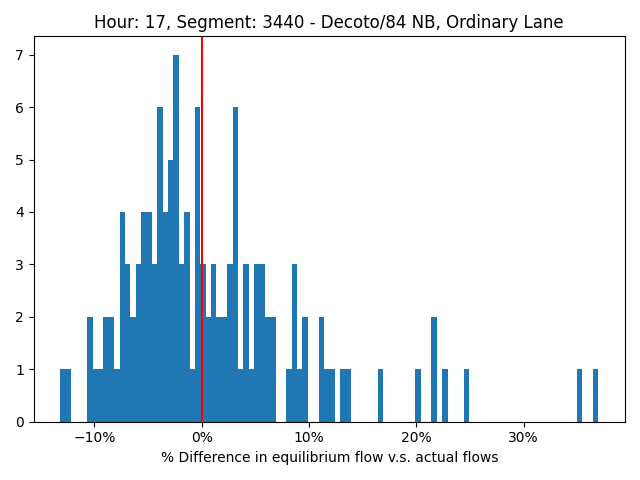 Hour: 17, Segment: 3440 - Decoto/84 NB, Ordinary Lane
7
6
5
4
3
2
1
0
−10% 0% 10% 20% 30%
% Difference in equilibrium flow v.s. actual flows